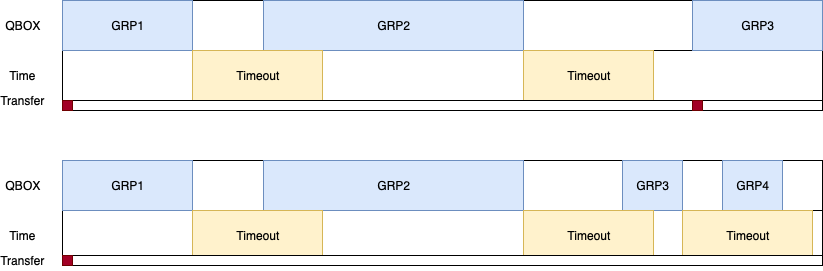 QBOX GRP1 GRP2 GRP3
Time Timeout Timeout
Transfer
QBOX GRP1 GRP2 GRP3 GRP4
Time Timeout Timeout Timeout
Transfer